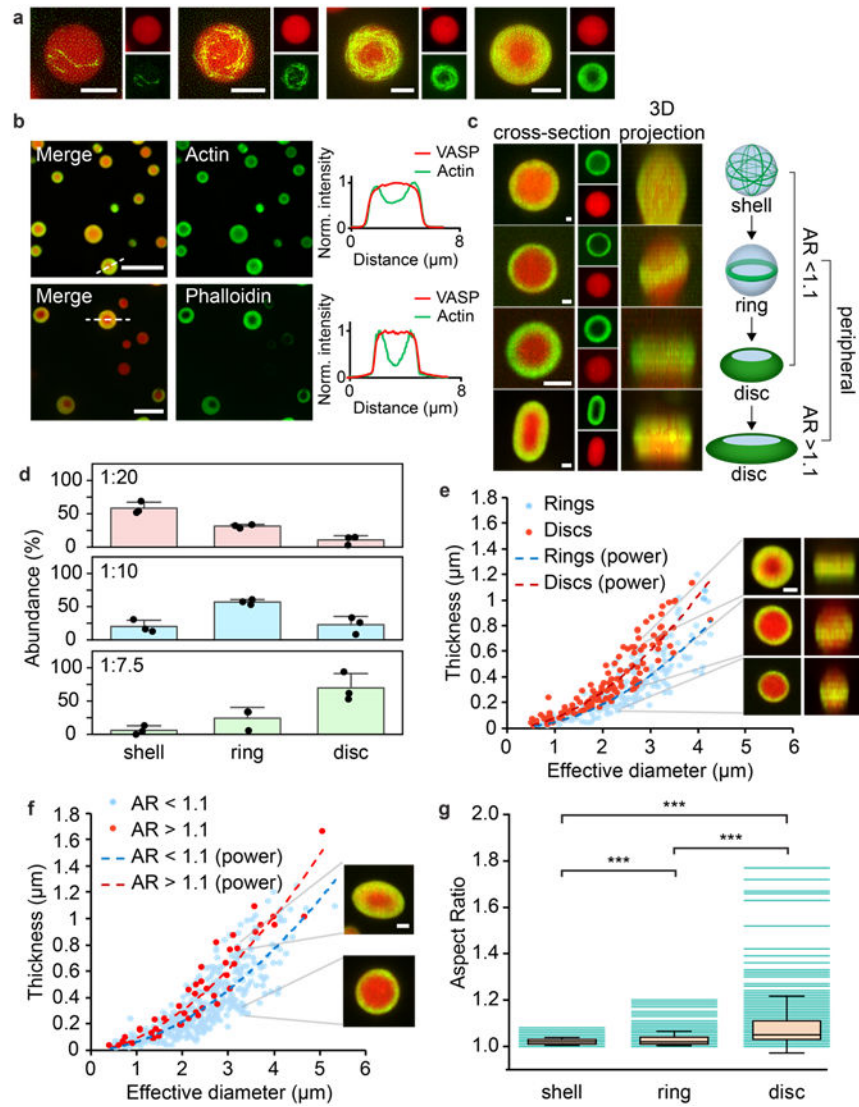 a
b
Merge
Actin
Norm. intensity
VASP
Actin
1
0
0
8
Distance (µm)
Merge
Phalloidin
Norm. intensity
VASP
Actin
1
0
0
8
Distance (µm)
c
cross-section
3D
projection
shell
ring
disc
disc
AR <1.1
AR >1.1
peripheral
d
Abundance (%)
1:20
100
50
0
1:10
100
50
0
1:7.5
100
50
0
shell ring disc
e
Rings
Discs
Rings (power)
Discs (power)
Thickness (µm)
1.8
1.6
1.4
1.2
1
0.8
0.6
0.4
0.2
0
0 1 2 3 4 5 6
Effective diameter (µm)
f
AR < 1.1
AR > 1.1
AR < 1.1 (power)
AR > 1.1 (power)
Thickness (µm)
1.8
1.6
1.4
1.2
1
0.8
0.6
0.4
0.2
0
0 1 2 3 4 5 6
Effective diameter (µm)
g
Aspect Ratio
2.0
1.8
1.6
1.4
1.2
1.0
***
***
***
shell ring disc